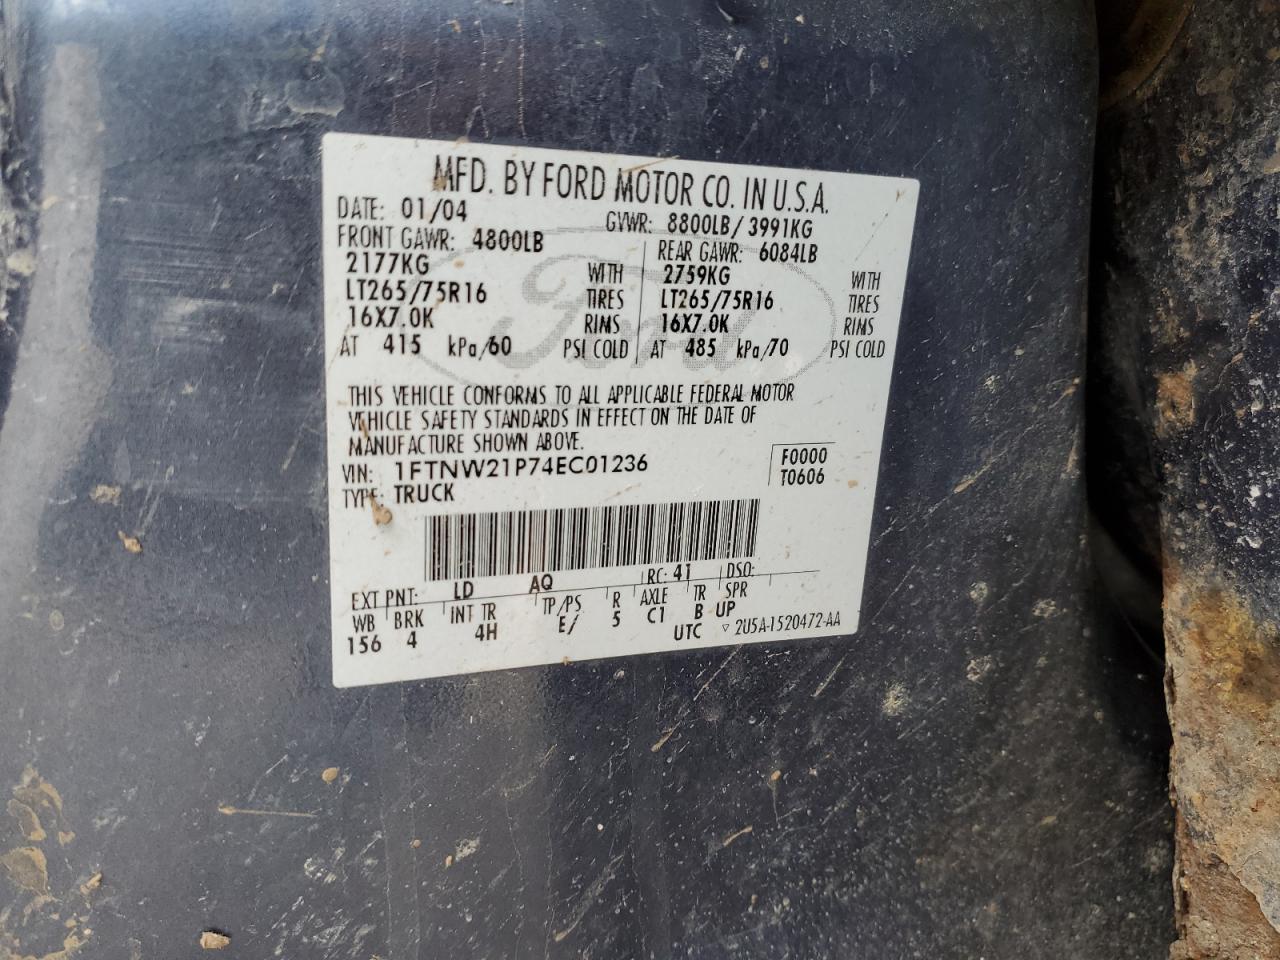 MFD. BY FORD MOTOR CO. IN U.S.A.
DATE: 01/04 GVWR: 8800LB/3991KG
FRONT GAWR: 4800LB REAR GAWR: 6084LB
2177KG WITH 2759KG WITH
LT265/75R16 TIRES LT265/75R16 TIRES
16X7.0K RIMS 16X7.0K RIMS
AT 415 kPa/60 PSI COLD AT 485 kPa/70 PSI COLD
Ford
THIS VEHICLE CONFORMS TO ALL APPLICABLE FEDERAL MOTOR
VEHICLE SAFETY STANDARDS IN EFFECT ON THE DATE OF
MANUFACTURE SHOWN ABOVE.
VIN: 1FTNW21P74EC01236 F0000
TYPE: TRUCK T0606
EXT PNT: LD AQ RC: 41 DSO:
WB BRK INT TR TP/PS R AXLE TR SPR
156 4 4H E/ 5 C1 B UP
UTC ▽ 2U5A-1520472-AA